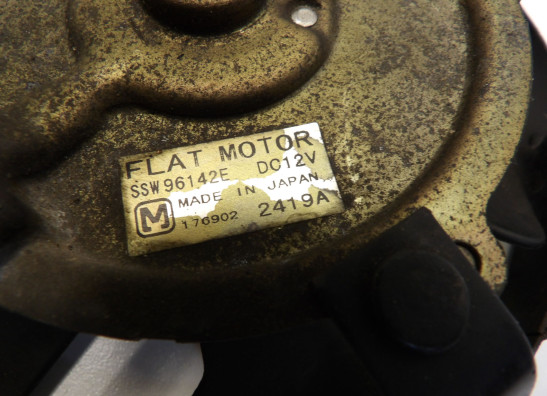 FLAT MOTOR
SSW96142E DC12V
MADE IN JAPAN
M 176902 2419A